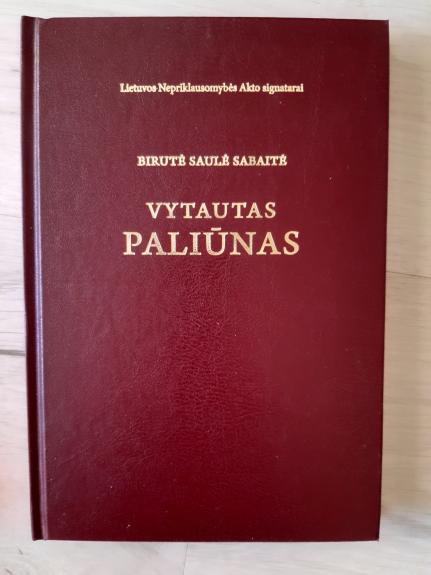 Lietuvos Nepriklausomybės Akto signatarai
BIRUTĖ SAULĖ SABAITĖ
VYTAUTAS
PALIŪNAS